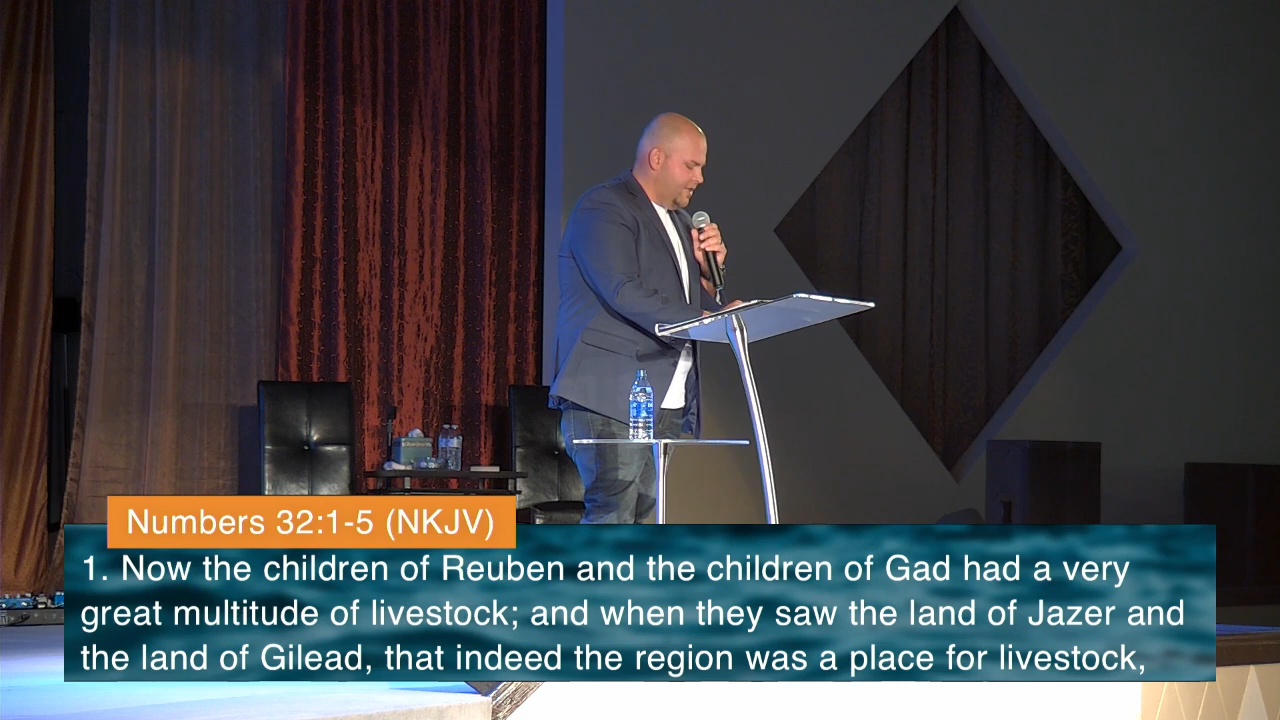 Numbers 32:1-5 (NKJV)
1. Now the children of Reuben and the children of Gad had a very
great multitude of livestock; and when they saw the land of Jazer and
the land of Gilead, that indeed the region was a place for livestock,